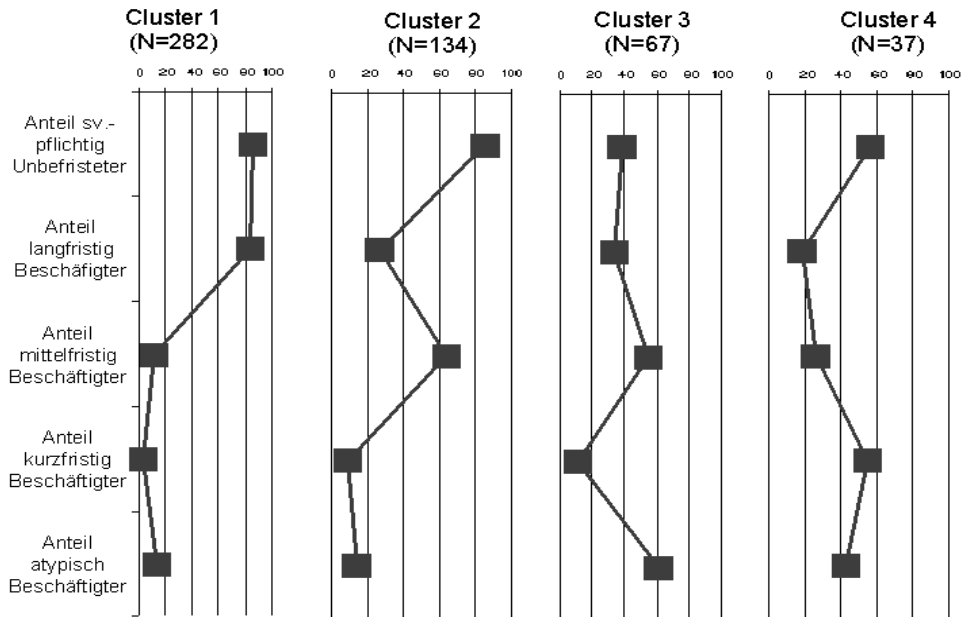 Cluster 1
(N=282)
Cluster 2
(N=134)
Cluster 3
(N=67)
Cluster 4
(N=37)
0 20 40 60 80 100
0 20 40 60 80 100
0 20 40 60 80 100
0 20 40 60 80 100
Anteil sv.-
pflichtig
Unbefristeter
Anteil
langfristig
Beschäfigter
Anteil
mittelfristig
Beschäftigter
Anteil
kurzfristig
Beschäftigter
Anteil
atypisch
Beschäftigter